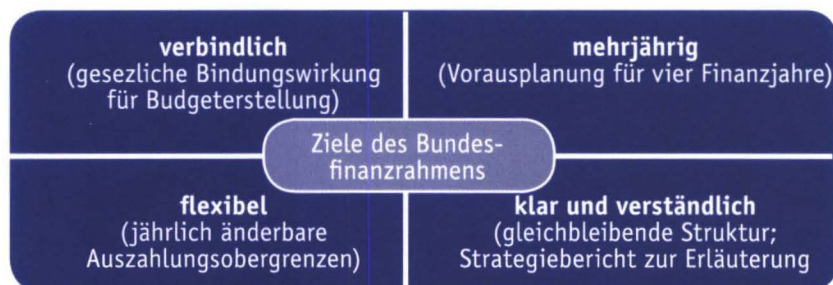 verbindlich
(gesezliche Bindungswirkung
für Budgeterstellung)
mehrjährig
(Vorausplanung für vier Finanzjahre)
Ziele des Bundes-
finanzrahmens
flexibel
(jährlich änderbare
Auszahlungsobergrenzen)
klar und verständlich
(gleichbleibende Struktur;
Strategiebericht zur Erläuterung